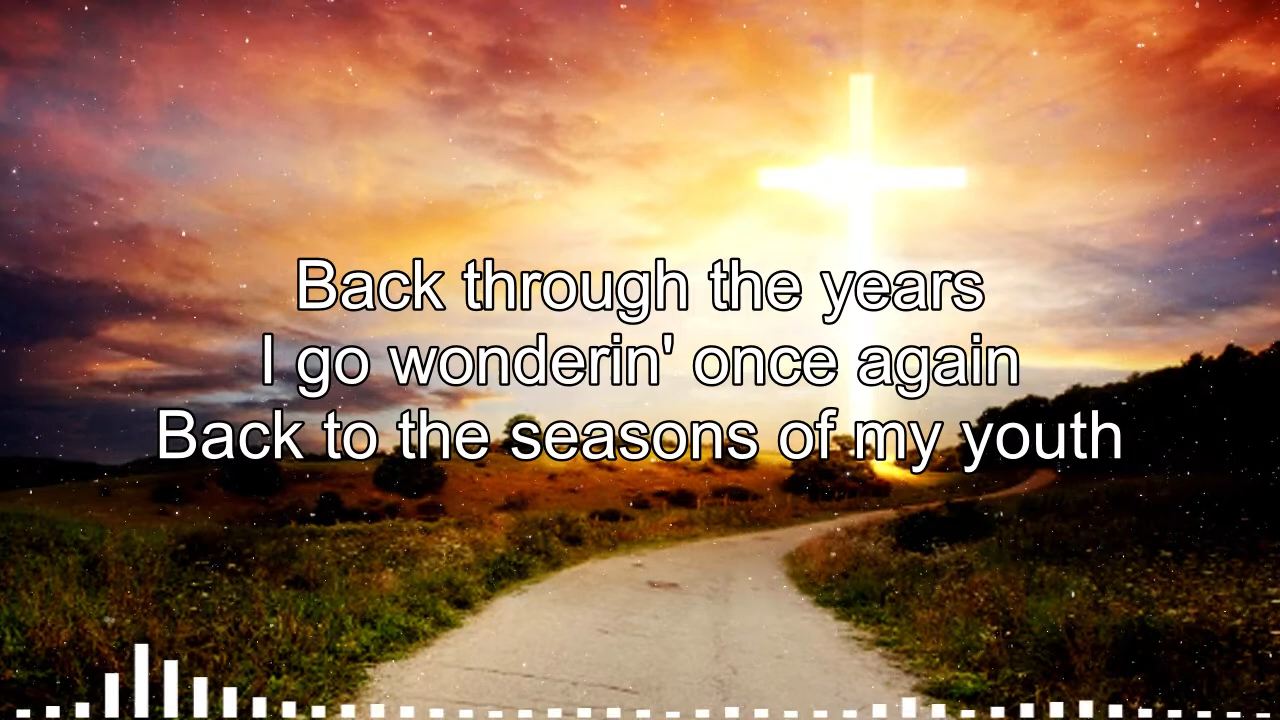 Back through the years
I go wonderin' once again
Back to the seasons of my youth